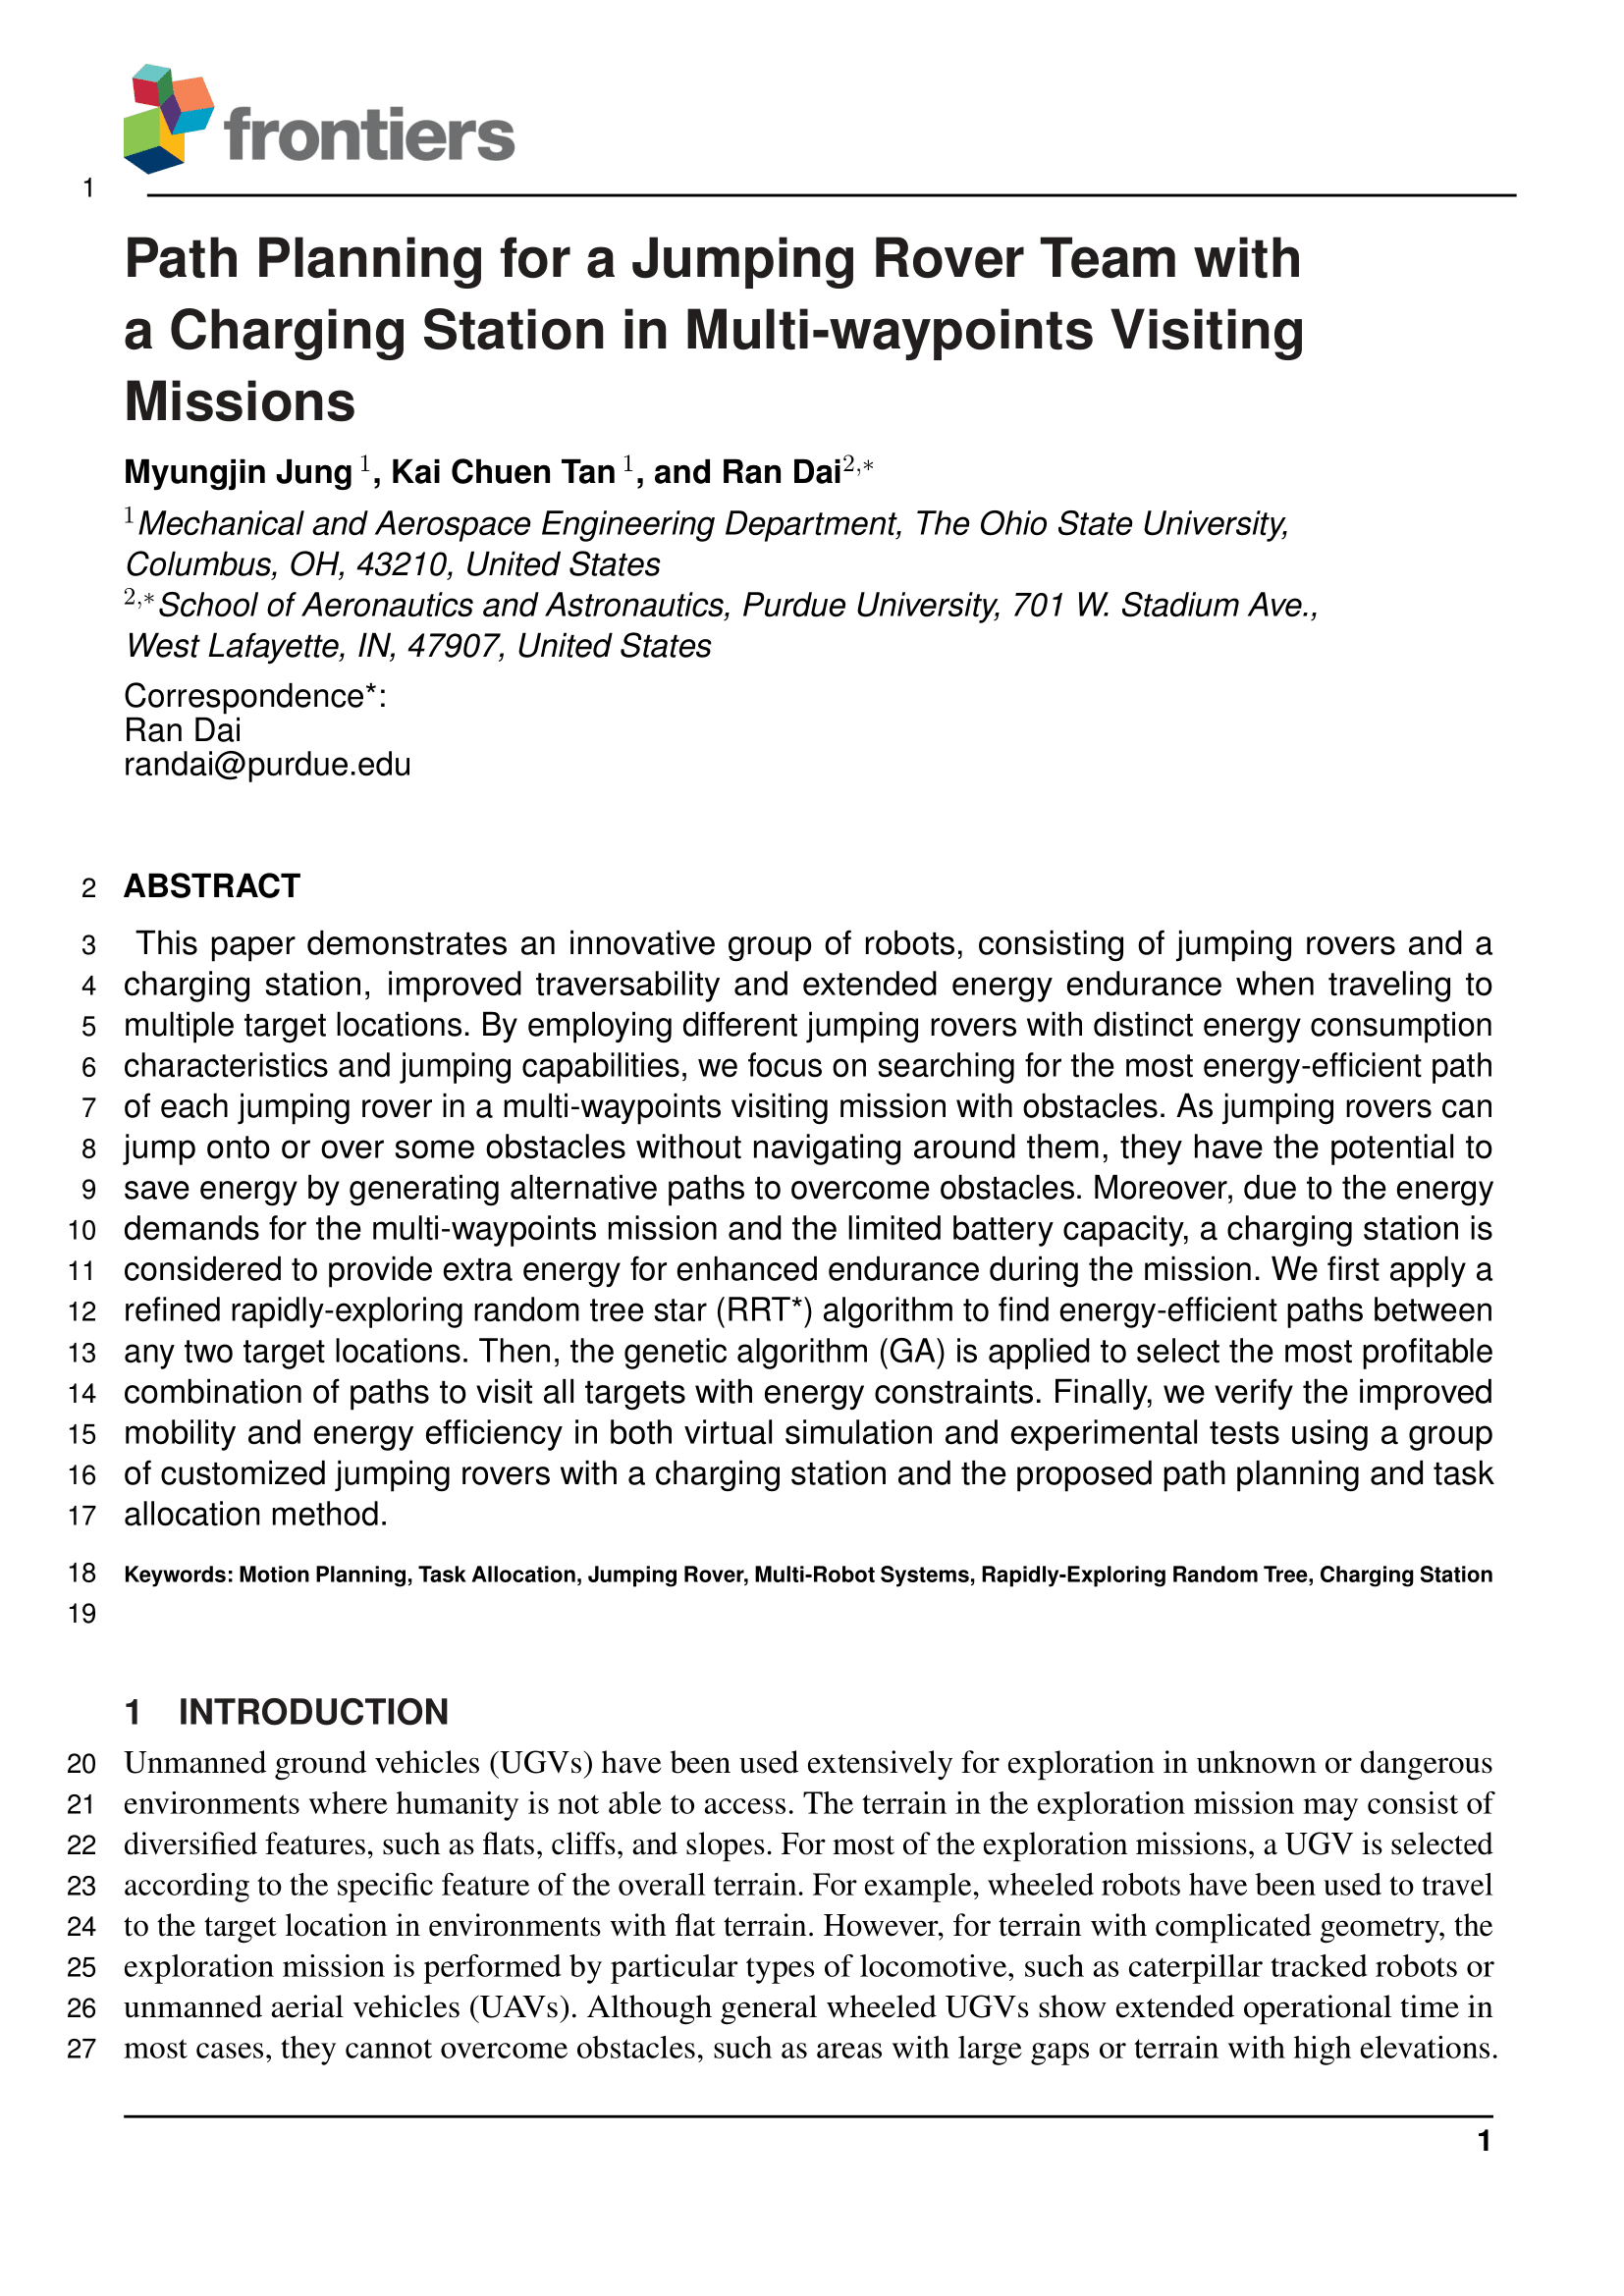 frontiers
1
Path Planning for a Jumping Rover Team with
a Charging Station in Multi-waypoints Visiting
Missions
Myungjin Jung 1, Kai Chuen Tan 1, and Ran Dai2,*
1Mechanical and Aerospace Engineering Department, The Ohio State University,
Columbus, OH, 43210, United States
2,*School of Aeronautics and Astronautics, Purdue University, 701 W. Stadium Ave.,
West Lafayette, IN, 47907, United States
Correspondence*:
Ran Dai
randai@purdue.edu
2 ABSTRACT
3 This paper demonstrates an innovative group of robots, consisting of jumping rovers and a
4 charging station, improved traversability and extended energy endurance when traveling to
5 multiple target locations. By employing different jumping rovers with distinct energy consumption
6 characteristics and jumping capabilities, we focus on searching for the most energy-efficient path
7 of each jumping rover in a multi-waypoints visiting mission with obstacles. As jumping rovers can
8 jump onto or over some obstacles without navigating around them, they have the potential to
9 save energy by generating alternative paths to overcome obstacles. Moreover, due to the energy
10 demands for the multi-waypoints mission and the limited battery capacity, a charging station is
11 considered to provide extra energy for enhanced endurance during the mission. We first apply a
12 refined rapidly-exploring random tree star (RRT*) algorithm to find energy-efficient paths between
13 any two target locations. Then, the genetic algorithm (GA) is applied to select the most profitable
14 combination of paths to visit all targets with energy constraints. Finally, we verify the improved
15 mobility and energy efficiency in both virtual simulation and experimental tests using a group
16 of customized jumping rovers with a charging station and the proposed path planning and task
17 allocation method.
18 Keywords: Motion Planning, Task Allocation, Jumping Rover, Multi-Robot Systems, Rapidly-Exploring Random Tree, Charging Station
19
1 INTRODUCTION
20 Unmanned ground vehicles (UGVs) have been used extensively for exploration in unknown or dangerous
21 environments where humanity is not able to access. The terrain in the exploration mission may consist of
22 diversified features, such as flats, cliffs, and slopes. For most of the exploration missions, a UGV is selected
23 according to the specific feature of the overall terrain. For example, wheeled robots have been used to travel
24 to the target location in environments with flat terrain. However, for terrain with complicated geometry, the
25 exploration mission is performed by particular types of locomotive, such as caterpillar tracked robots or
26 unmanned aerial vehicles (UAVs). Although general wheeled UGVs show extended operational time in
27 most cases, they cannot overcome obstacles, such as areas with large gaps or terrain with high elevations.
1